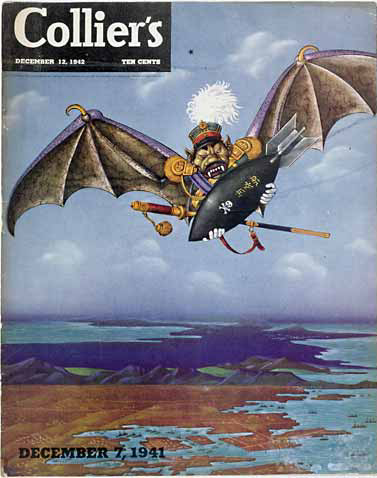 Collier's
DECEMBER 12, 1942 TEN CENTS
DECEMBER 7, 1941